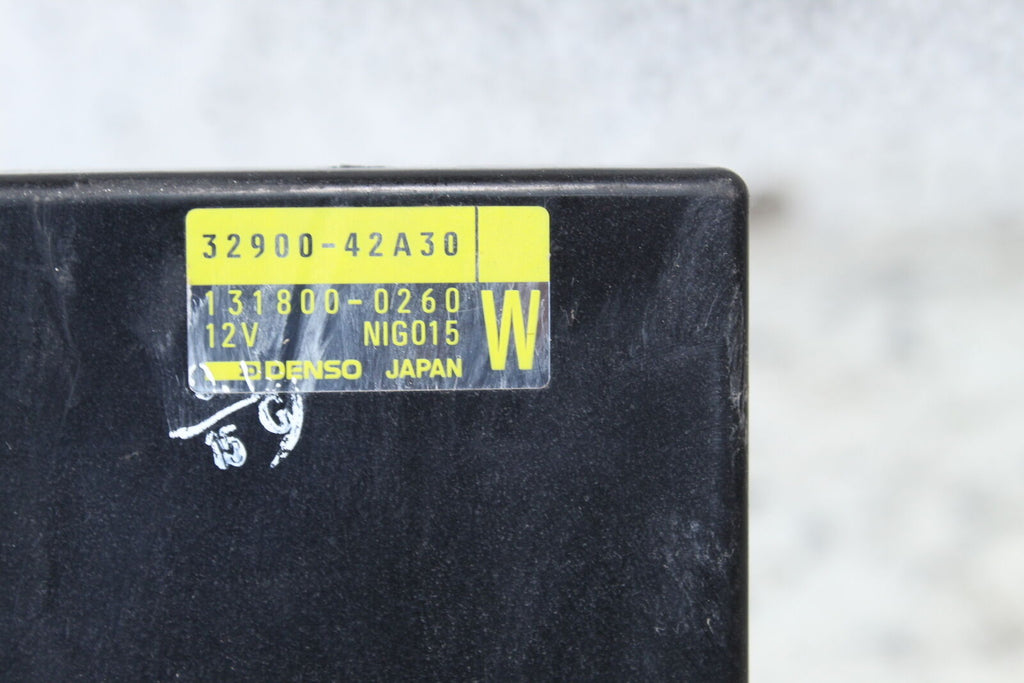 32900-42A30
131800-0260
12V NIG015 W
DENSO JAPAN
15 G